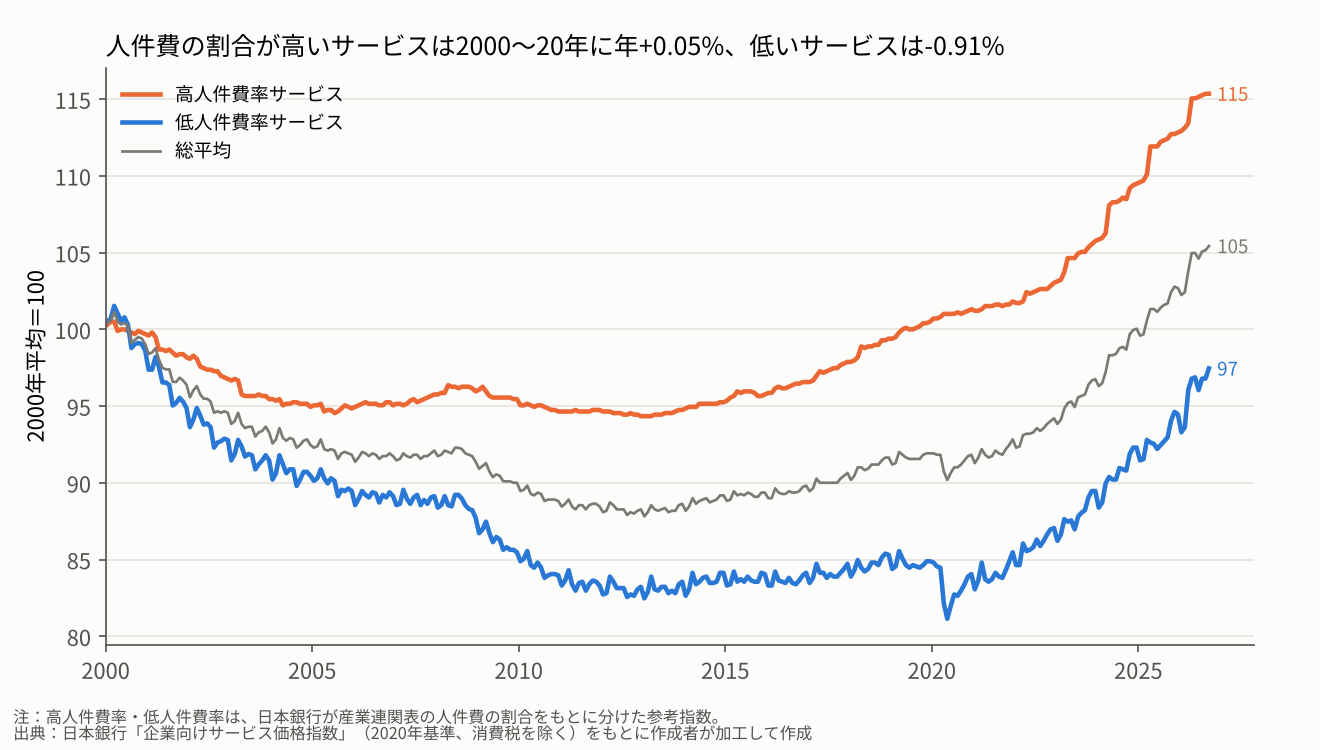 人件費の割合が高いサービスは2000〜20年に年+0.05%、低いサービスは-0.91%
高人件費率サービス
低人件費率サービス
総平均
2000年平均＝100
115
110
105
100
95
90
85
80
115
105
97
2000
2005
2010
2015
2020
2025
注：高人件費率・低人件費率は、日本銀行が産業連関表の人件費の割合をもとに分けた参考指数。
出典：日本銀行「企業向けサービス価格指数」（2020年基準、消費税を除く）をもとに作成者が加工して作成